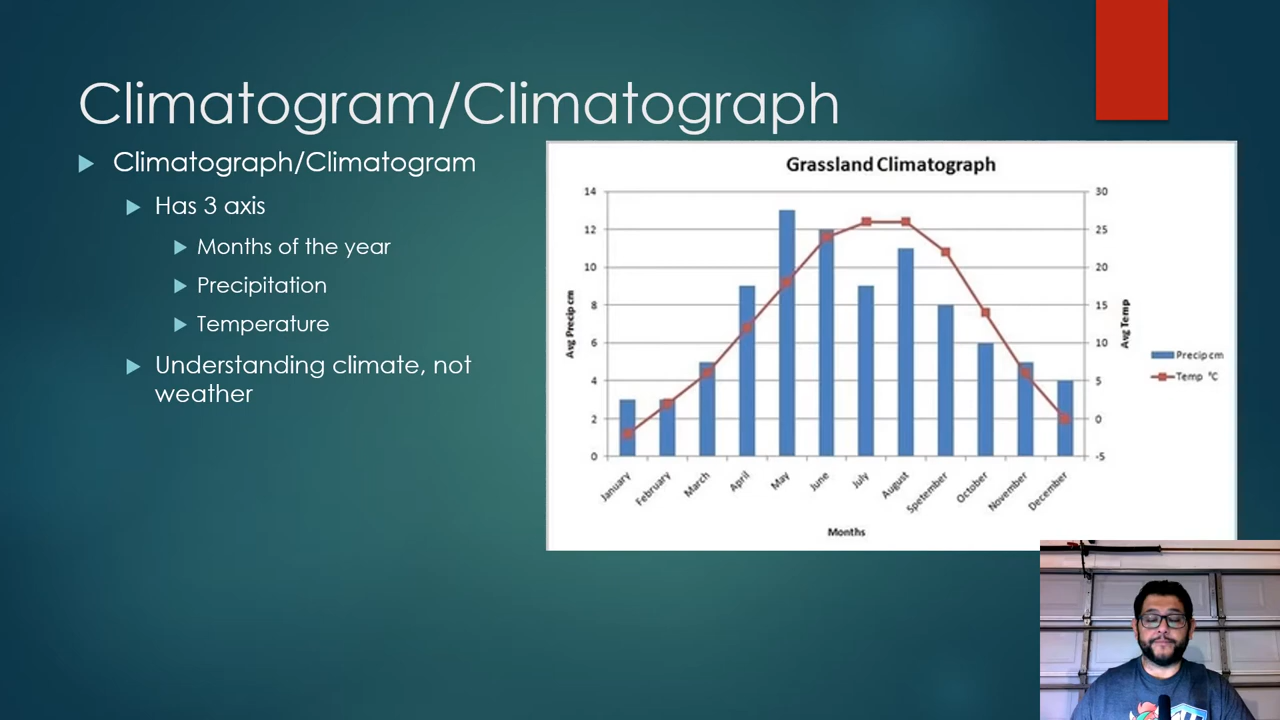 Climatogram/Climatograph
Climatograph/Climatogram
Has 3 axis
Months of the year
Precipitation
Temperature
Understanding climate, not
weather
Grassland Climatograph
Avg Precip cm
14
12
10
8
6
4
2
0
30
25
20
15
10
5
0
-5
Avg Temp
Precip cm
Temp °C
January
February
March
April
May
June
July
August
Spetember
October
November
December
Months